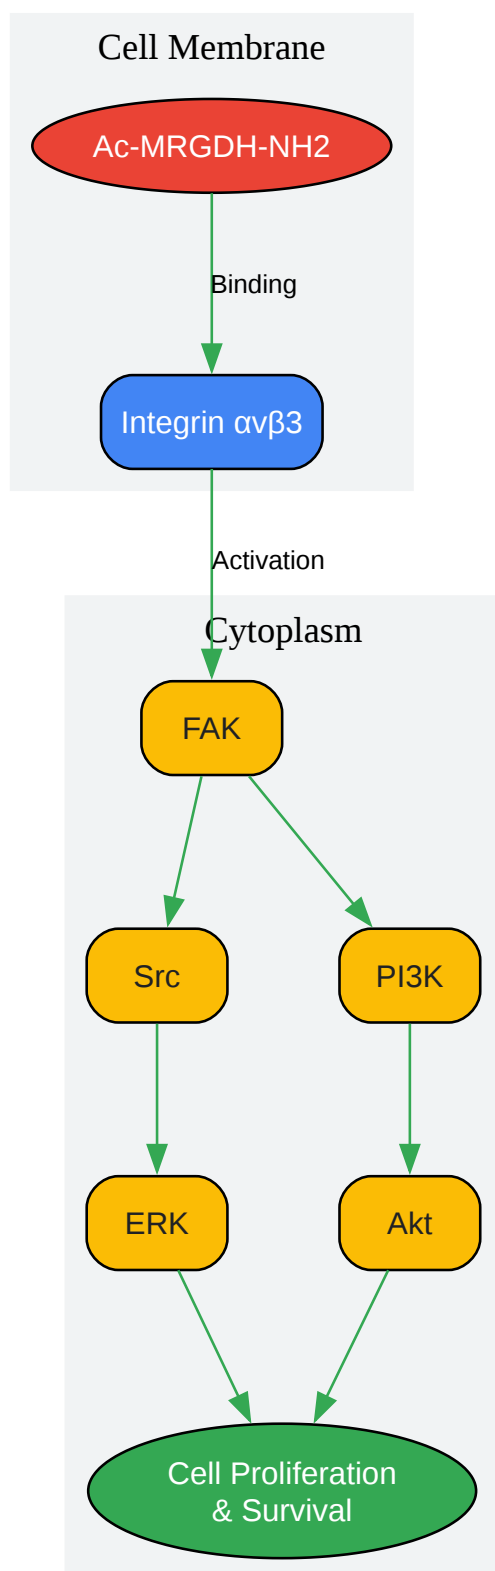 Cell Membrane
Ac-MRGDH-NH2
Binding
Integrin αvβ3
Activation
Cytoplasm
FAK
Src
PI3K
ERK
Akt
Cell Proliferation
& Survival